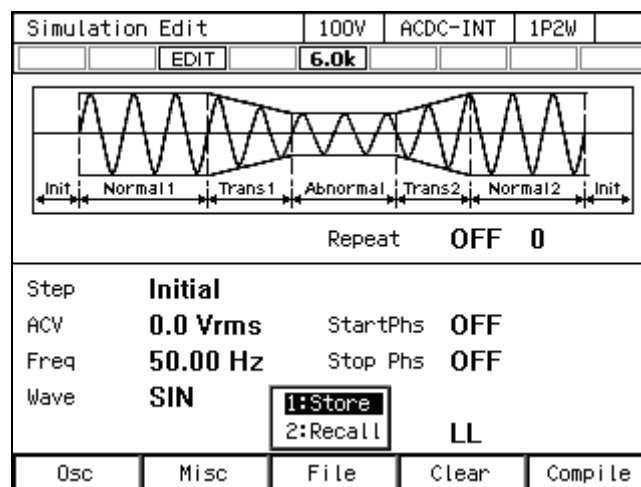 Simulation Edit 100V ACDC-INT 1P2W
EDIT 6.0k
Init Normal1 Trans1 Abnormal Trans2 Normal2 Init
Repeat OFF 0
Step Initial
ACV 0.0 Vrms StartPhs OFF
Freq 50.00 Hz Stop Phs OFF
Wave SIN
1:Store
2:Recall LL
Osc Misc File Clear Compile